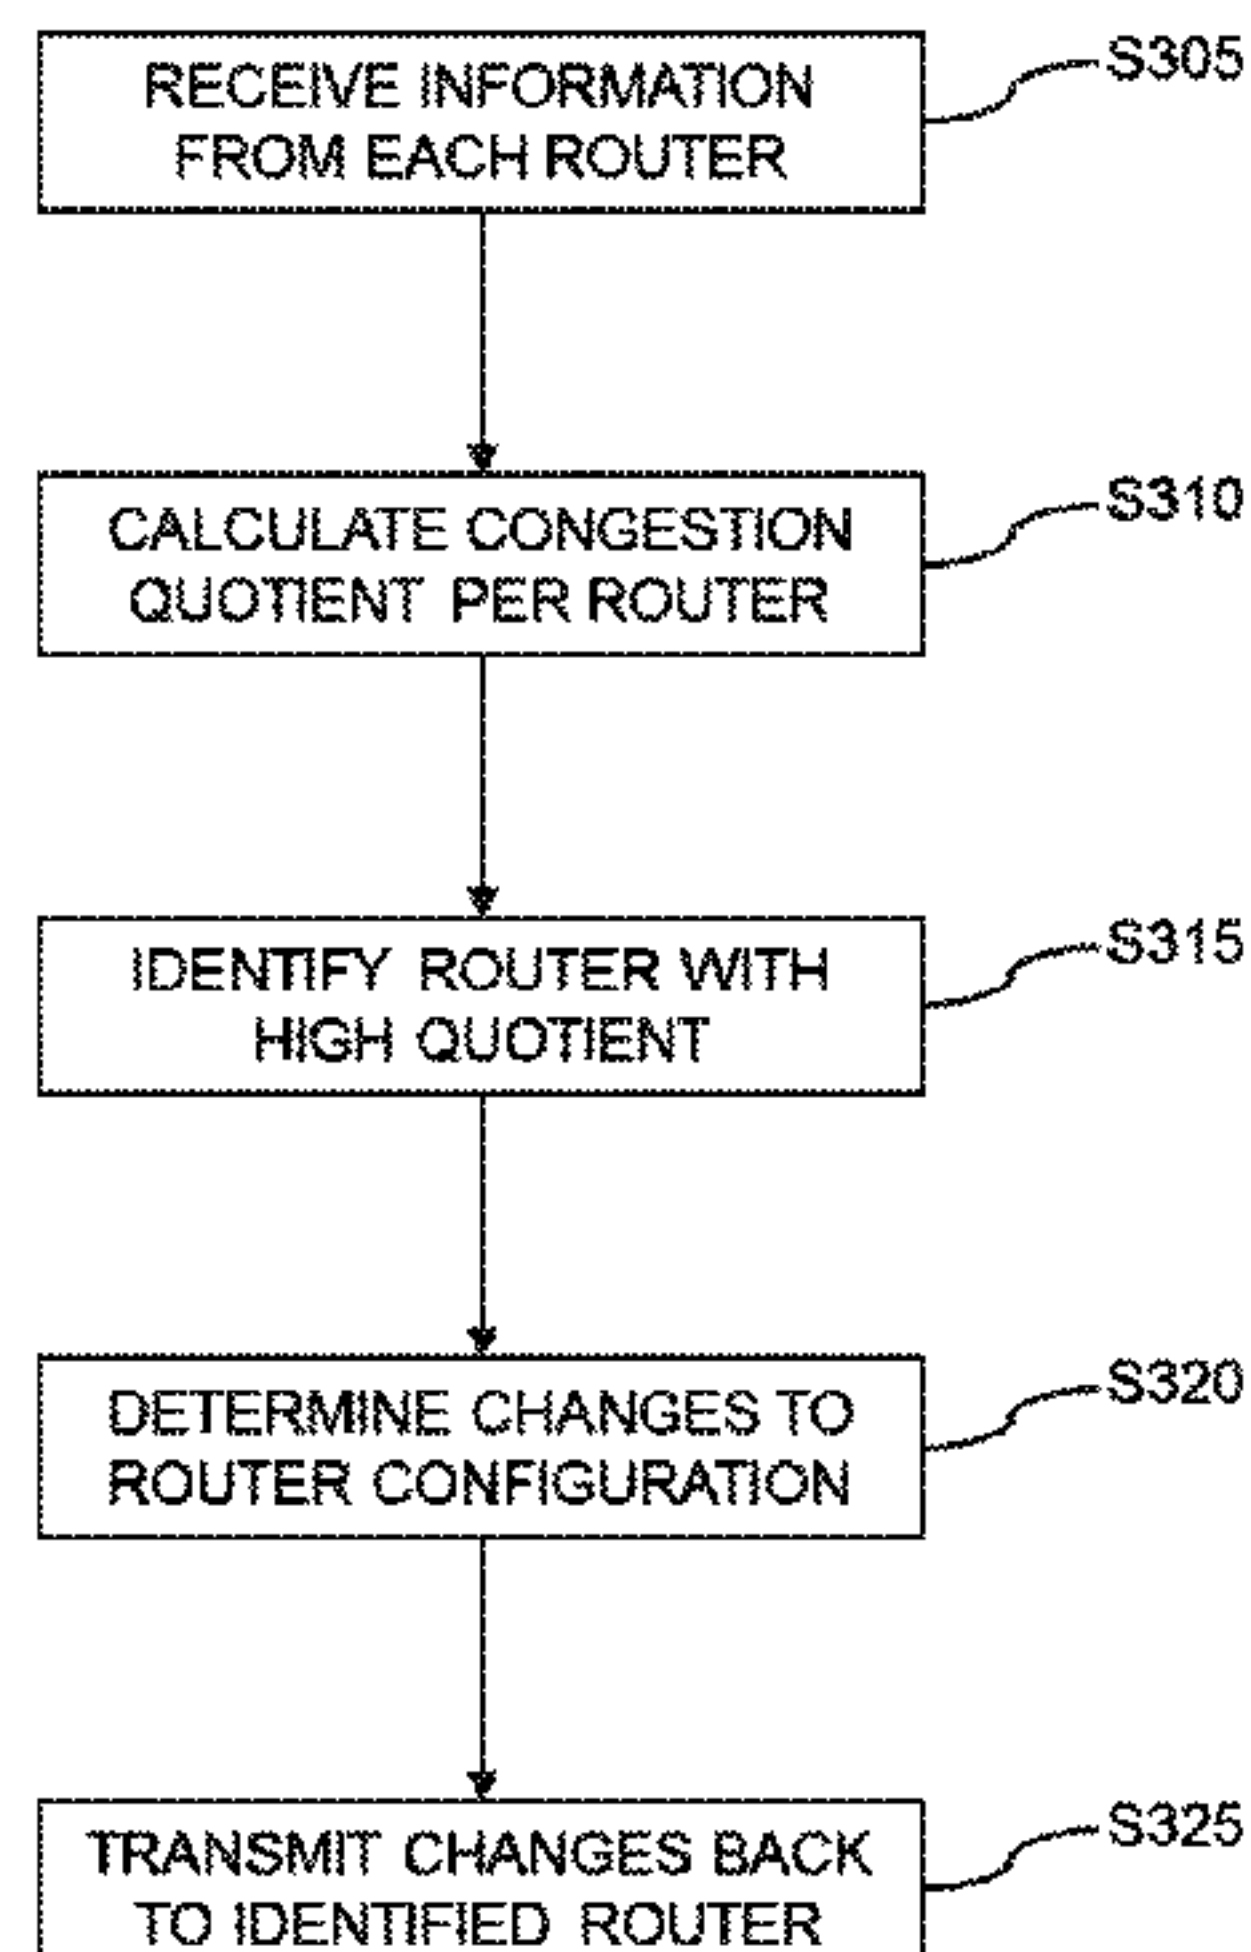 RECEIVE INFORMATION
FROM EACH ROUTER
S305
CALCULATE CONGESTION
QUOTIENT PER ROUTER
S310
IDENTIFY ROUTER WITH
HIGH QUOTIENT
S315
DETERMINE CHANGES TO
ROUTER CONFIGURATION
S320
TRANSMIT CHANGES BACK
TO IDENTIFIED ROUTER
S325